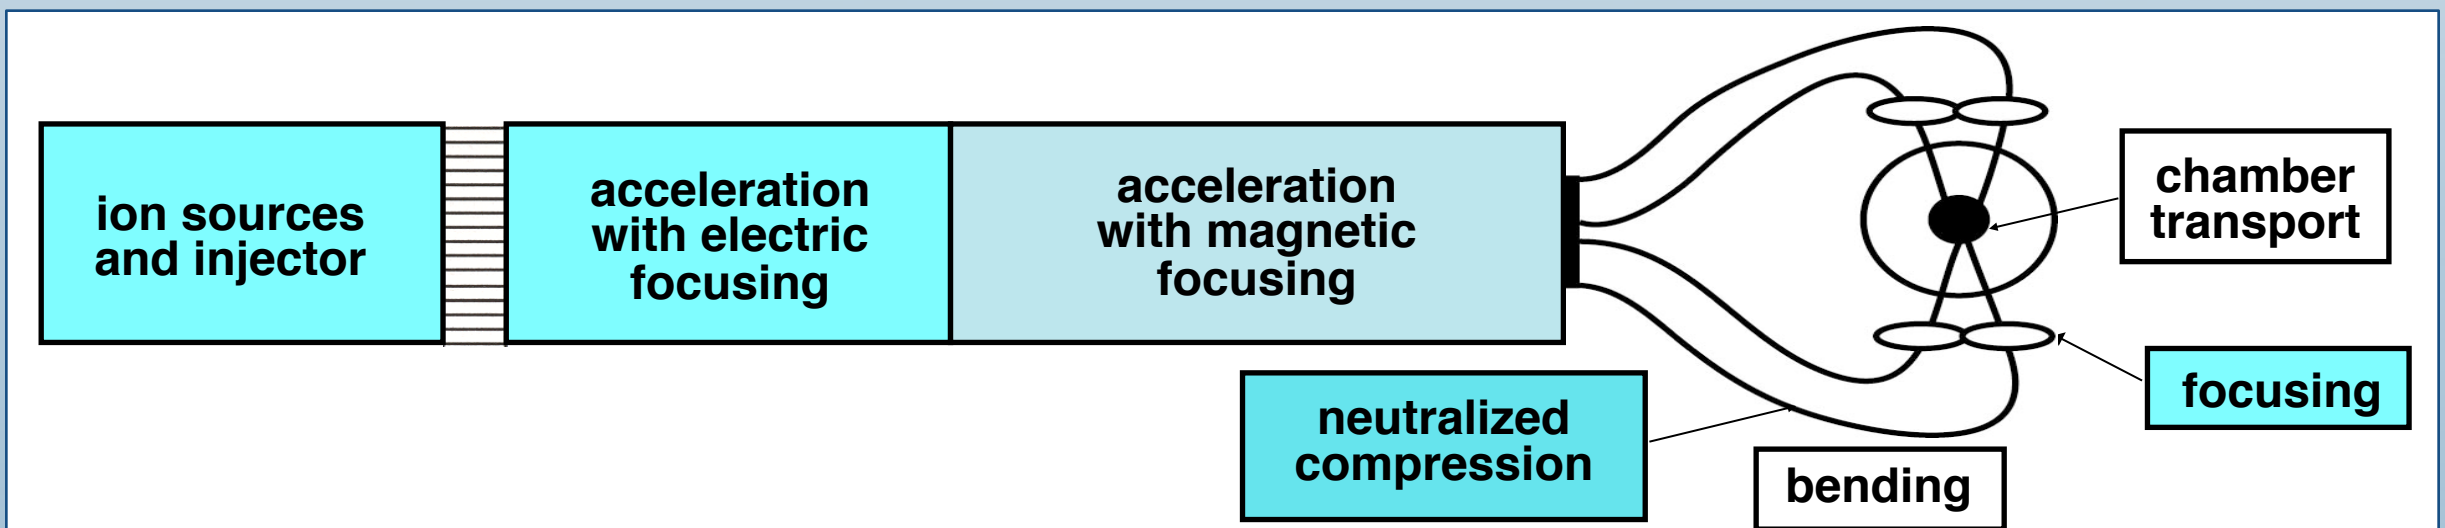 ion sources
and injector
acceleration
with electric
focusing
acceleration
with magnetic
focusing
chamber
transport
focusing
neutralized
compression
bending